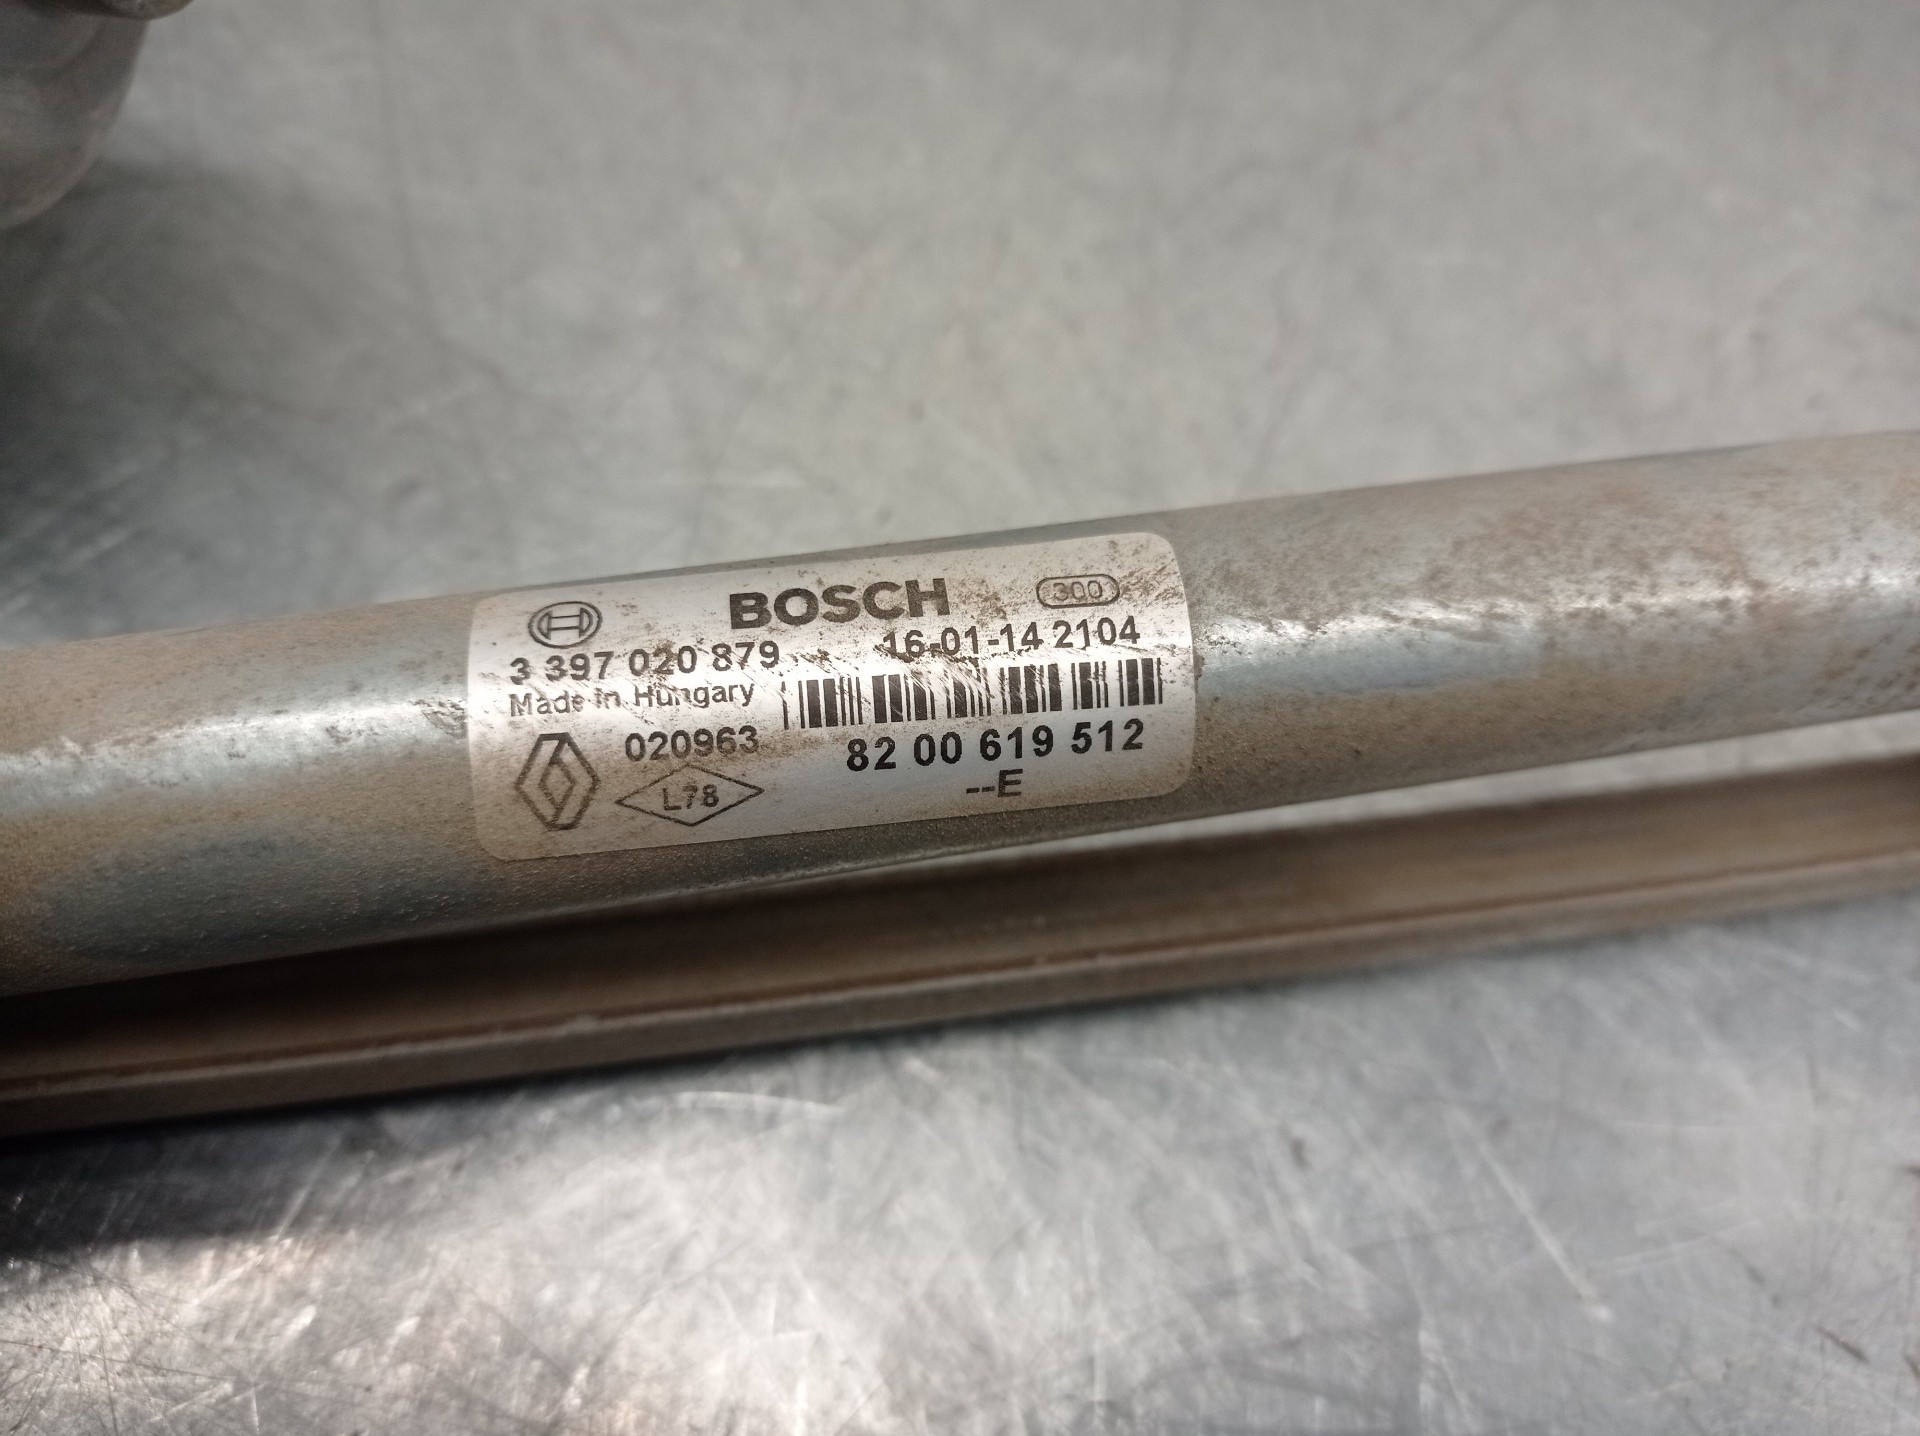 BOSCH 300
3 397 020 879 16-01-14 2104
Made in Hungary
020963 82 00 619 512
L78 --E